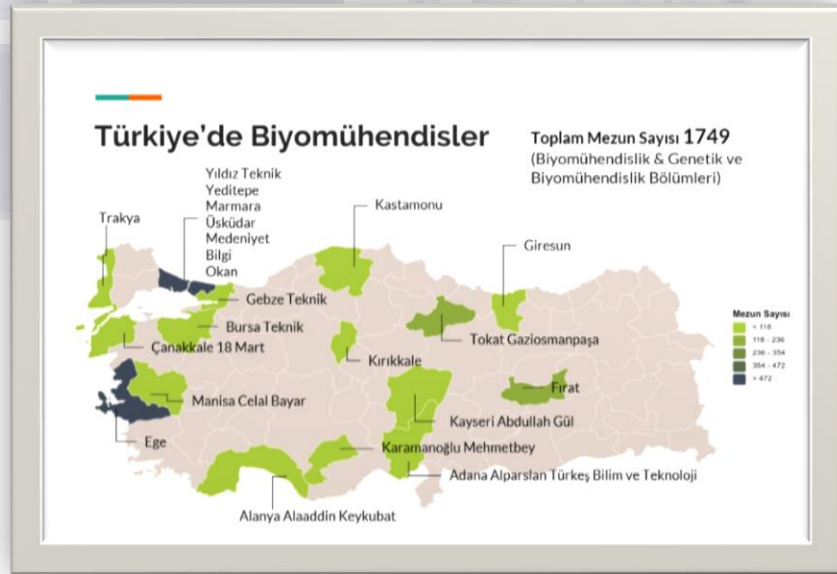 Türkiye'de Biyomühendisler
Toplam Mezun Sayısı 1749
(Biyomühendislik & Genetik ve
Biyomühendislik Bölümleri)
Yıldız Teknik
Yeditepe
Marmara
Üsküdar
Medeniyet
Bilgi
Okan
Trakya
Kastamonu
Giresun
Gebze Teknik
Bursa Teknik
Çanakkale 18 Mart
Kırıkkale
Tokat Gaziosmanpaşa
Manisa Celal Bayar
Fırat
Kayseri Abdullah Gül
Ege
Karamanoğlu Mehmetbey
Adana Alparslan Türkeş Bilim ve Teknoloji
Alanya Alaaddin Keykubat
Mezun Sayısı
< 118
118 - 236
236 - 354
354 - 472
> 472